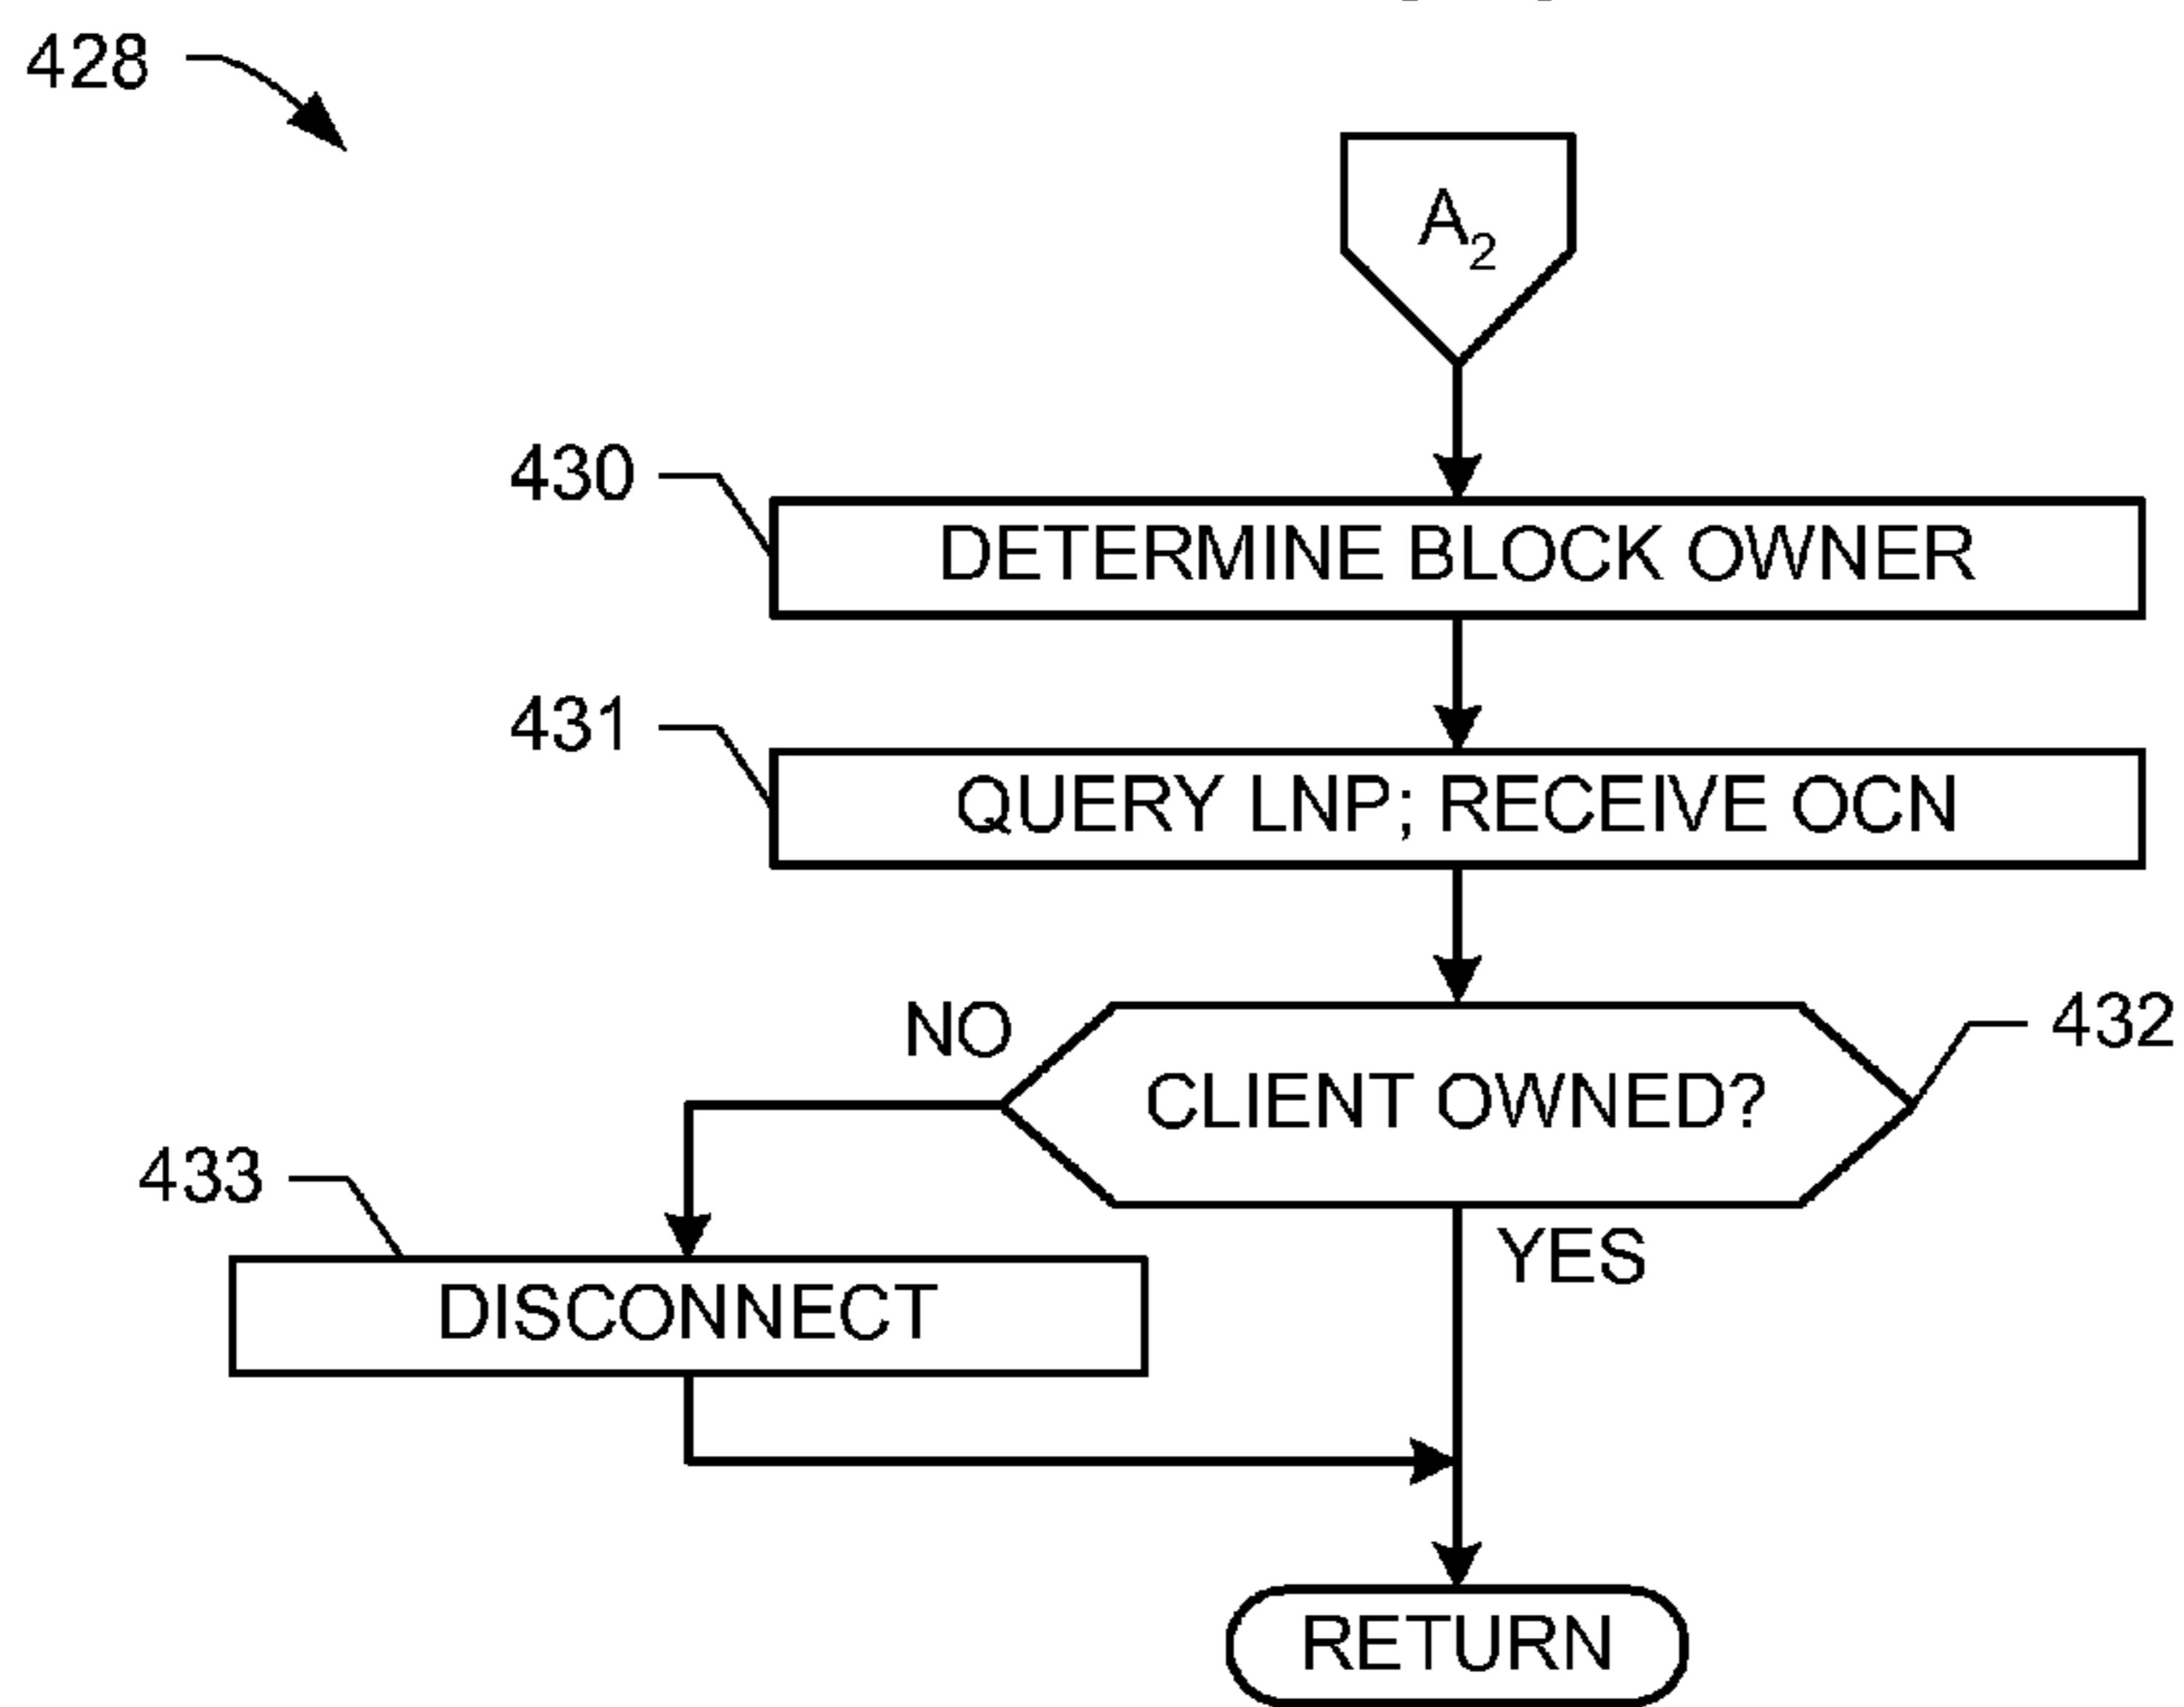 428
A₂
430
DETERMINE BLOCK OWNER
431
QUERY LNP; RECEIVE OCN
NO
432
CLIENT OWNED?
433
YES
DISCONNECT
RETURN